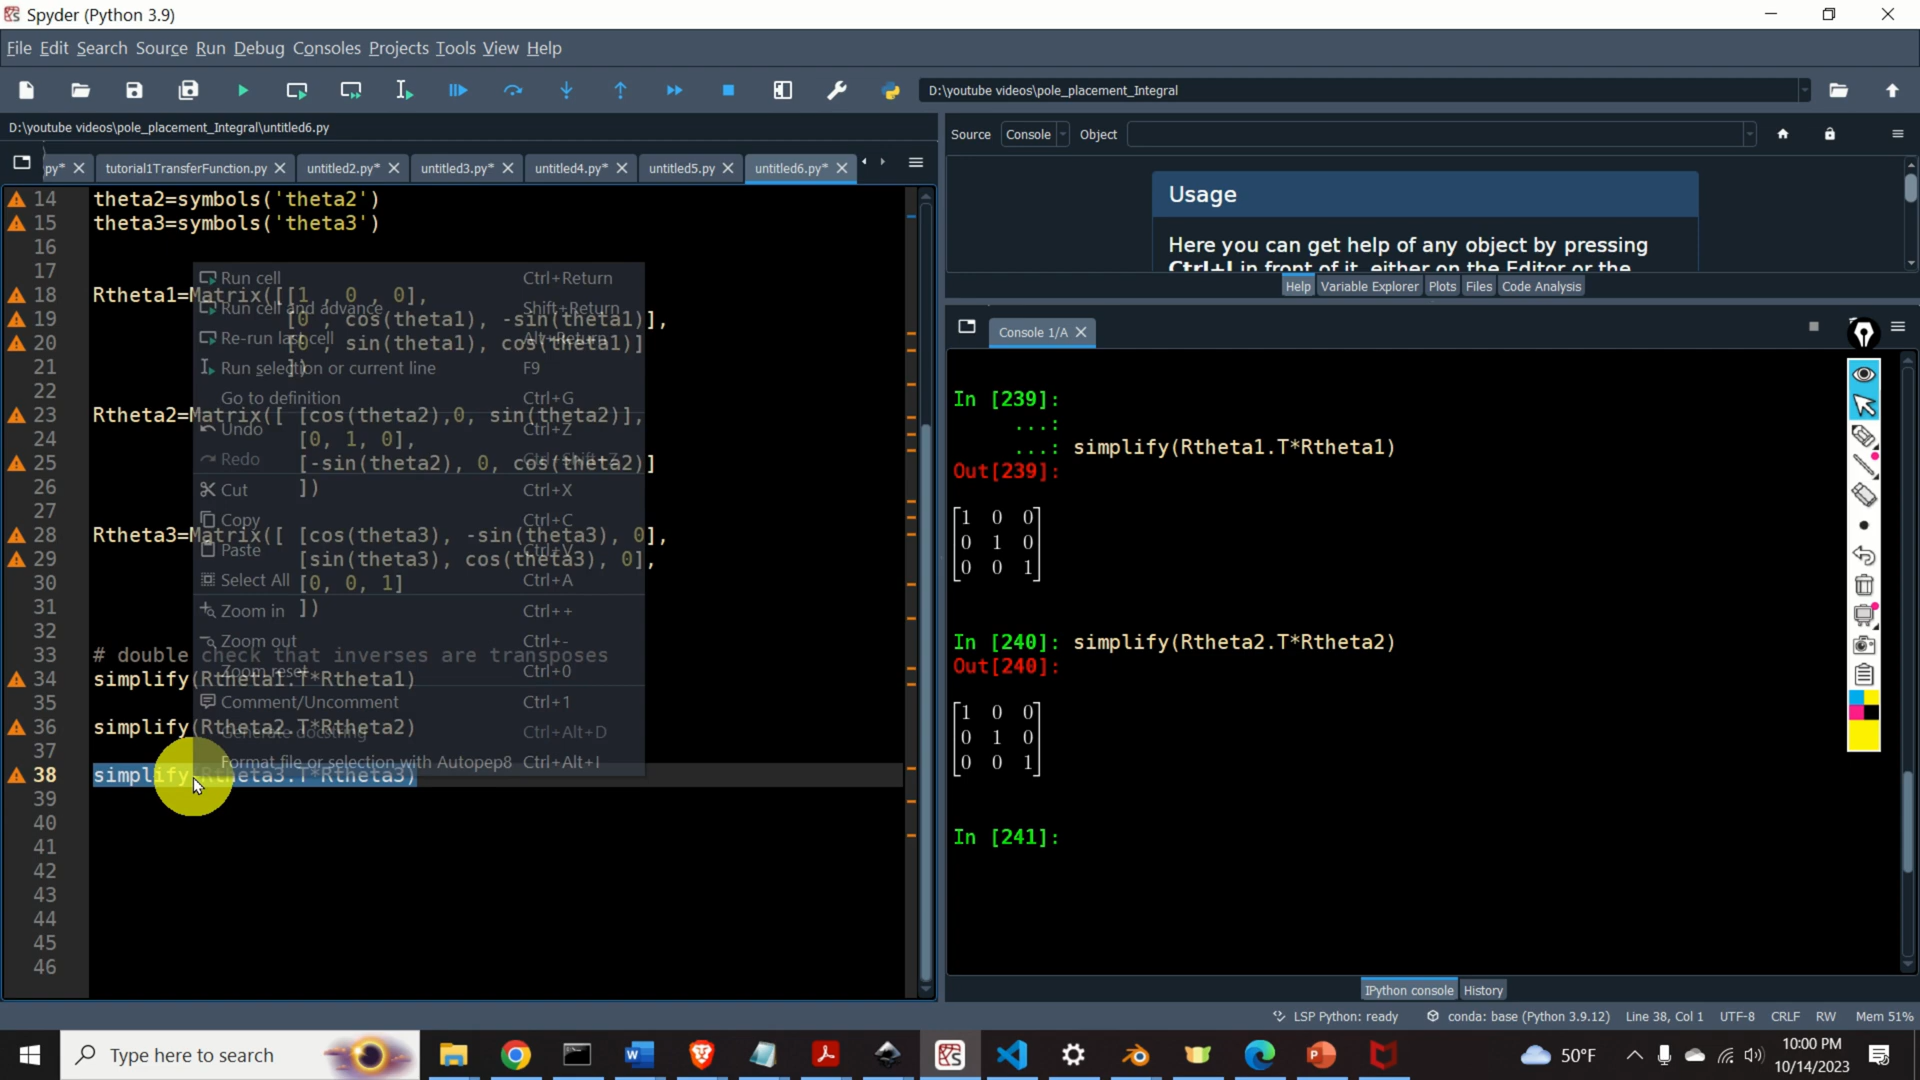 Spyder (Python 3.9)
File Edit Search Source Run Debug Consoles Projects Tools View Help
D:\youtube videos\pole_placement_Integral
D:\youtube videos\pole_placement_Integral\untitled6.py
Source Console Object
py* tutorial1TransferFunction.py untitled2.py* untitled3.py* untitled4.py* untitled5.py untitled6.py*
14 theta2=symbols('theta2')
15 theta3=symbols('theta3')
16
17
18 Rtheta1=Matrix([[1 , 0 , 0],
19 [0 , cos(theta1), -sin(theta1)],
20 [0 , sin(theta1), cos(theta1)]
21 ])
22
23 Rtheta2=Matrix([ [cos(theta2),0, sin(theta2)],
24 [0, 1, 0],
25 [-sin(theta2), 0, cos(theta2)]
26 ])
27
28 Rtheta3=Matrix([ [cos(theta3), -sin(theta3), 0],
29 [sin(theta3), cos(theta3), 0],
30 [0, 0, 1]
31 ])
32
33 # double check that inverses are transposes
34 simplify(Rtheta1.T*Rtheta1)
35
36 simplify(Rtheta2.T*Rtheta2)
37
38 simplify(Rtheta3.T*Rtheta3)
39
40
41
42
43
44
45
46
Run cell Ctrl+Return
Run cell and advance Shift+Return
Re-run last cell Alt+Return
Run selection or current line F9
Go to definition Ctrl+G
Undo Ctrl+Z
Redo Ctrl+Shift+Z
Cut Ctrl+X
Copy Ctrl+C
Paste Ctrl+V
Select All Ctrl+A
Zoom in Ctrl++
Zoom out Ctrl+-
Zoom reset Ctrl+0
Comment/Uncomment Ctrl+1
Generate docstring Ctrl+Alt+D
Format file or selection with Autopep8 Ctrl+Alt+I
Usage
Here you can get help of any object by pressing
Ctrl+I in front of it, either on the Editor or the
Help Variable Explorer Plots Files Code Analysis
Console 1/A
In [239]:
...:
...: simplify(Rtheta1.T*Rtheta1)
Out[239]:
1 0 0
0 1 0
0 0 1
In [240]: simplify(Rtheta2.T*Rtheta2)
Out[240]:
1 0 0
0 1 0
0 0 1
In [241]:
IPython console History
LSP Python: ready conda: base (Python 3.9.12) Line 38, Col 1 UTF-8 CRLF RW Mem 51%
Type here to search
50°F
10:00 PM
10/14/2023